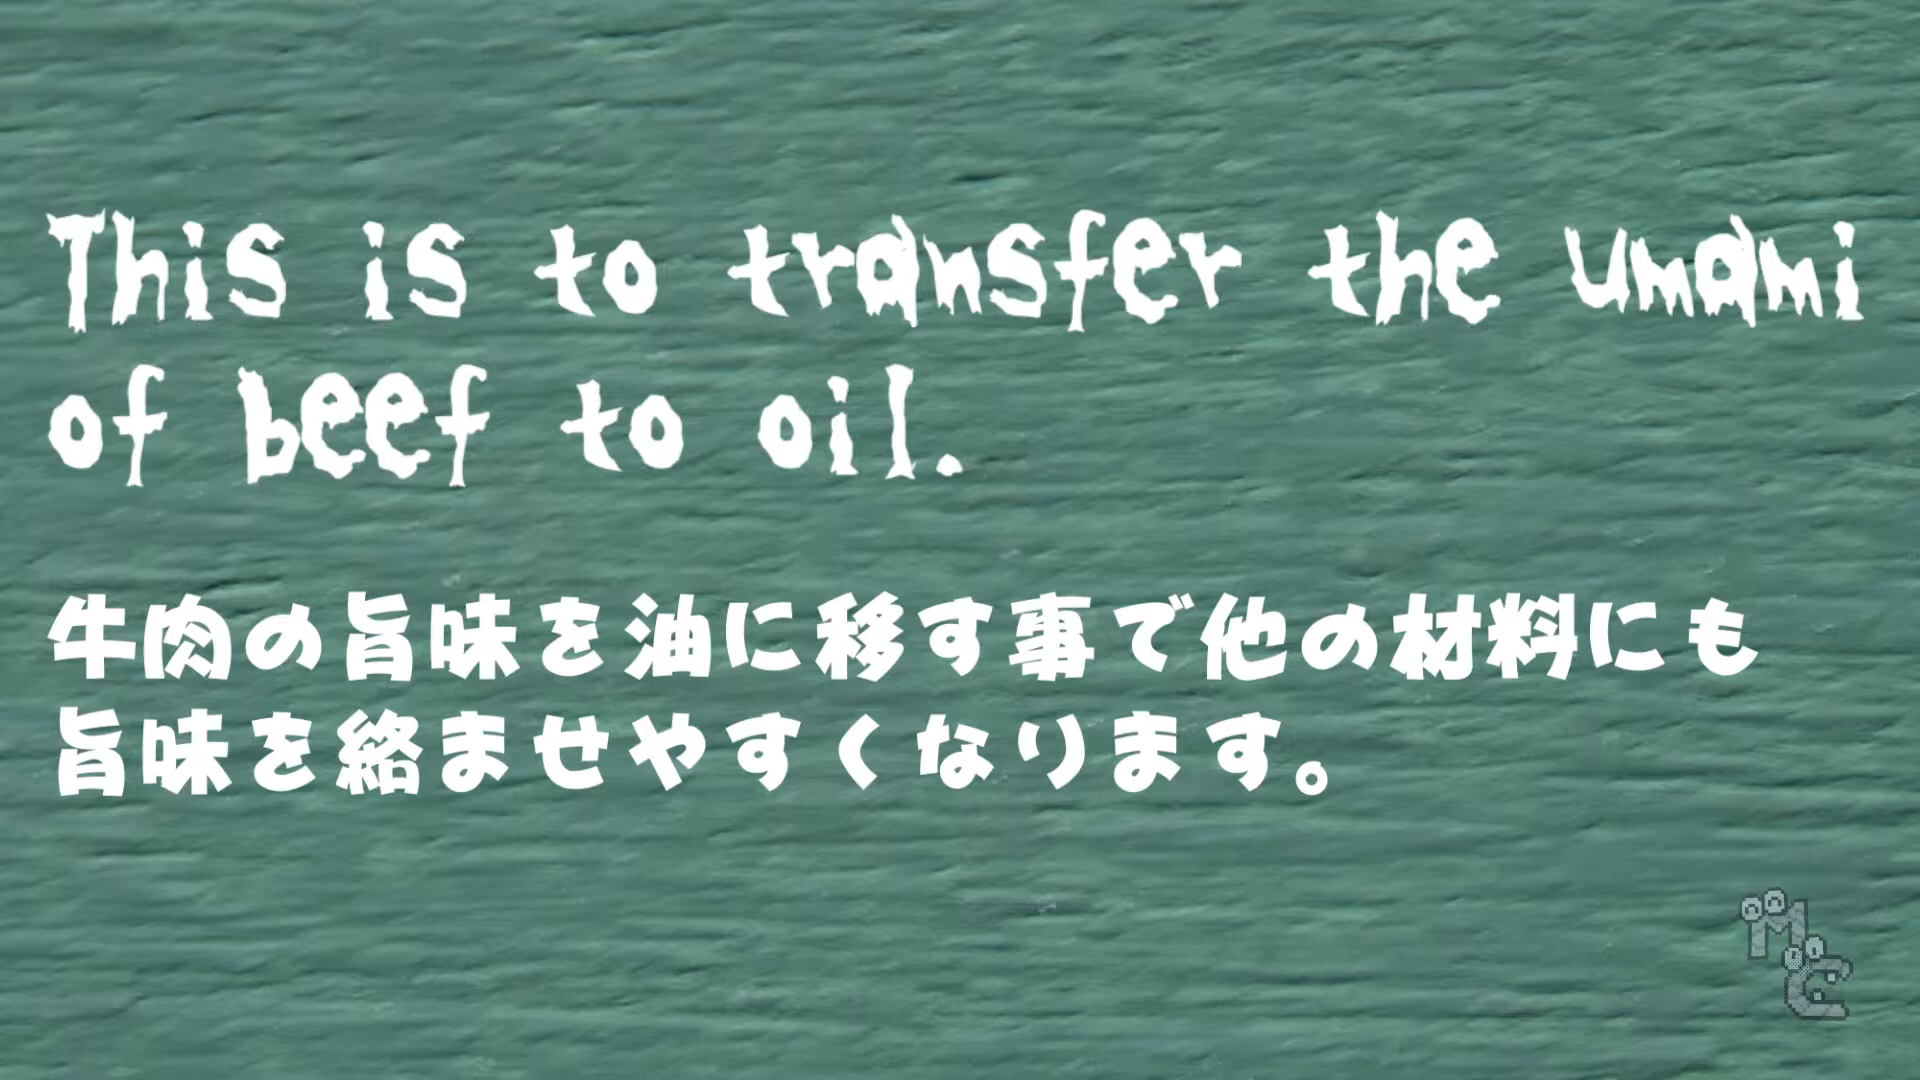 This is to transfer the umami
of beef to oil.
牛肉の旨味を油に移す事で他の材料にも
旨味を絡ませやすくなります。